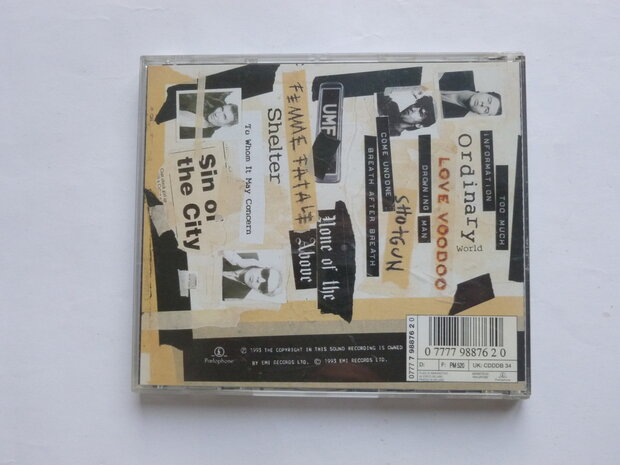 TOO MUCH
INFORMATION
Ordinary
World
LOVE VOODOO
DROWNING MAN
SHOTGUN
COME UNDONE
BREATH AFTER BREATH
UMF
None of the
Above
FEMME FATALE
Shelter
To Whom It May Concern
Sin of
the City
Parlophone
℗ 1993 THE COPYRIGHT IN THIS SOUND RECORDING IS OWNED
BY EMI RECORDS LTD. © 1993 EMI RECORDS LTD.
0777 7 98876 2 0
0 7777 98876 2 0
F: PM 520
UK: CDDDB 34